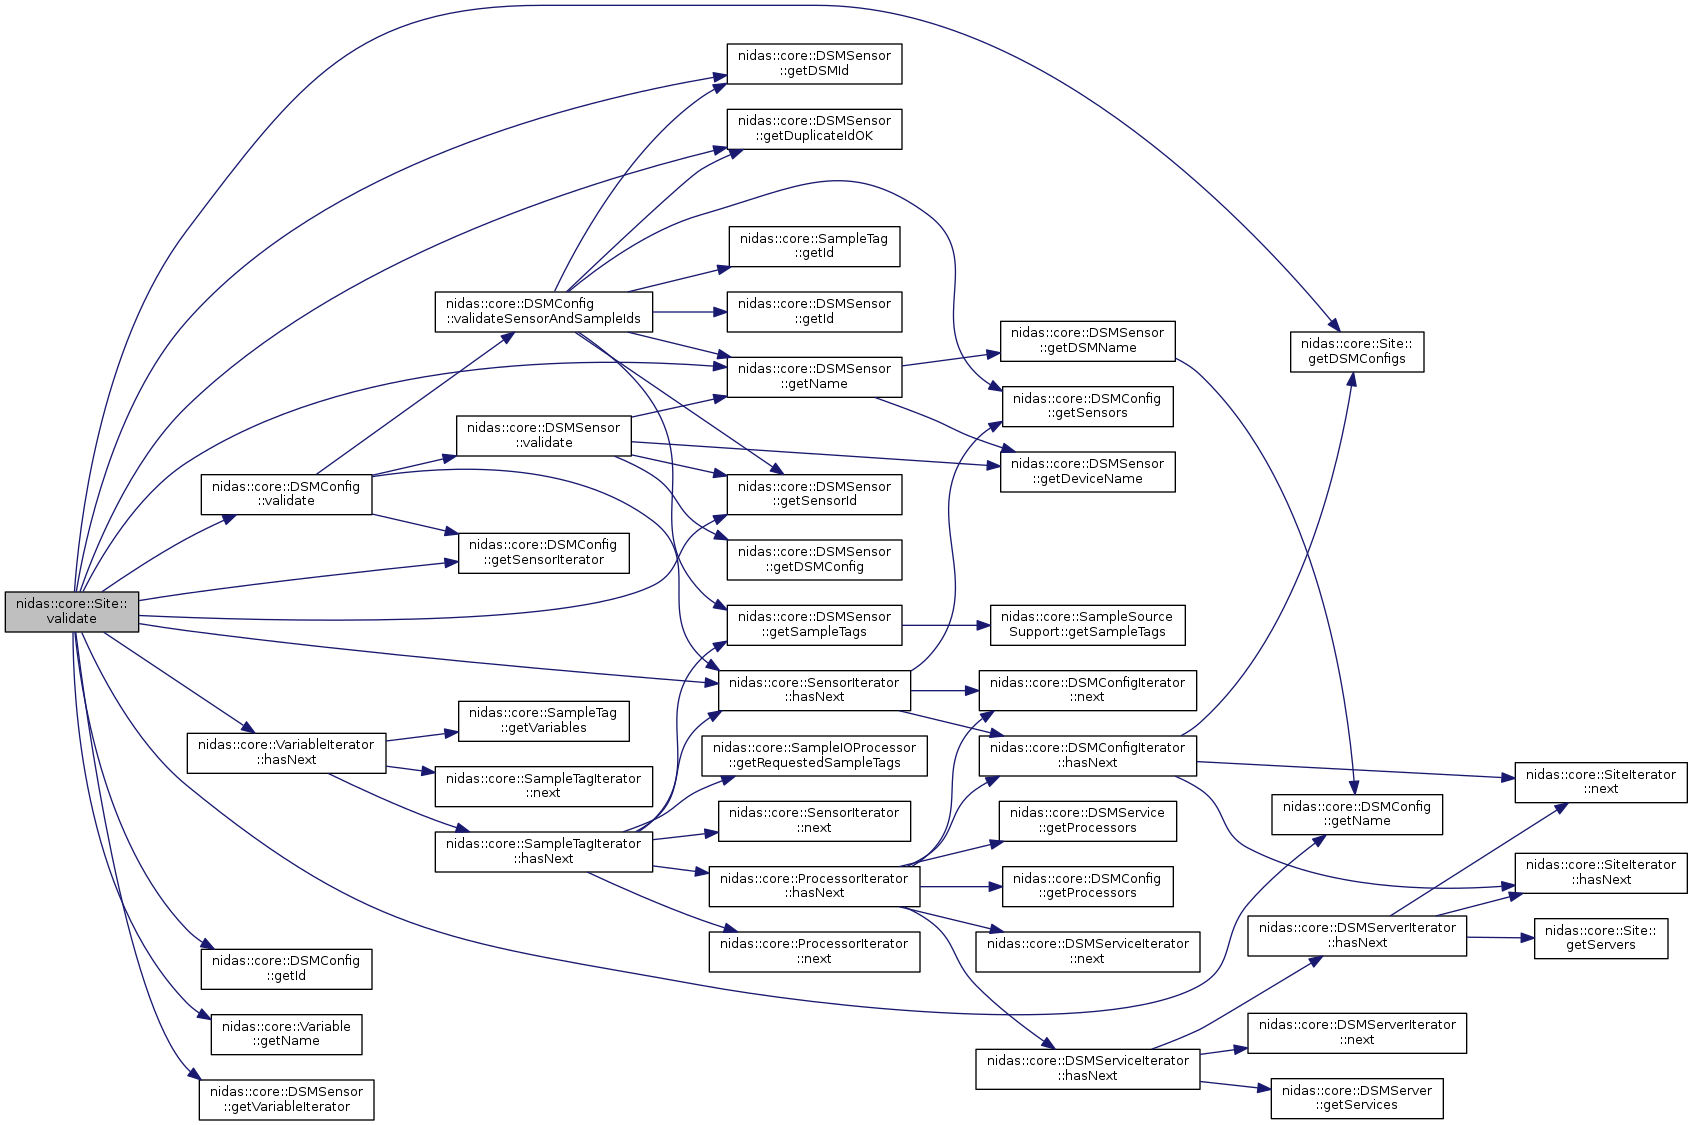 nidas::core::Site::
validate
nidas::core::DSMConfig
::validate
nidas::core::VariableIterator
::hasNext
nidas::core::DSMConfig
::getId
nidas::core::Variable
::getName
nidas::core::DSMSensor
::getVariableIterator
nidas::core::DSMConfig
::validateSensorAndSampleIds
nidas::core::DSMSensor
::validate
nidas::core::DSMConfig
::getSensorIterator
nidas::core::SampleTag
::getVariables
nidas::core::SampleTagIterator
::next
nidas::core::SampleTagIterator
::hasNext
nidas::core::DSMSensor
::getDSMId
nidas::core::DSMSensor
::getDuplicateIdOK
nidas::core::SampleTag
::getId
nidas::core::DSMSensor
::getId
nidas::core::DSMSensor
::getName
nidas::core::DSMSensor
::getSensorId
nidas::core::DSMSensor
::getDSMConfig
nidas::core::DSMSensor
::getSampleTags
nidas::core::SensorIterator
::hasNext
nidas::core::SampleIOProcessor
::getRequestedSampleTags
nidas::core::SensorIterator
::next
nidas::core::ProcessorIterator
::hasNext
nidas::core::ProcessorIterator
::next
nidas::core::DSMSensor
::getDSMName
nidas::core::DSMConfig
::getSensors
nidas::core::DSMSensor
::getDeviceName
nidas::core::SampleSource
Support::getSampleTags
nidas::core::DSMConfigIterator
::next
nidas::core::DSMConfigIterator
::hasNext
nidas::core::DSMService
::getProcessors
nidas::core::DSMConfig
::getProcessors
nidas::core::DSMServiceIterator
::next
nidas::core::DSMServiceIterator
::hasNext
nidas::core::Site::
getDSMConfigs
nidas::core::DSMConfig
::getName
nidas::core::DSMServerIterator
::hasNext
nidas::core::DSMServerIterator
::next
nidas::core::DSMServer
::getServices
nidas::core::SiteIterator
::next
nidas::core::SiteIterator
::hasNext
nidas::core::Site::
getServers